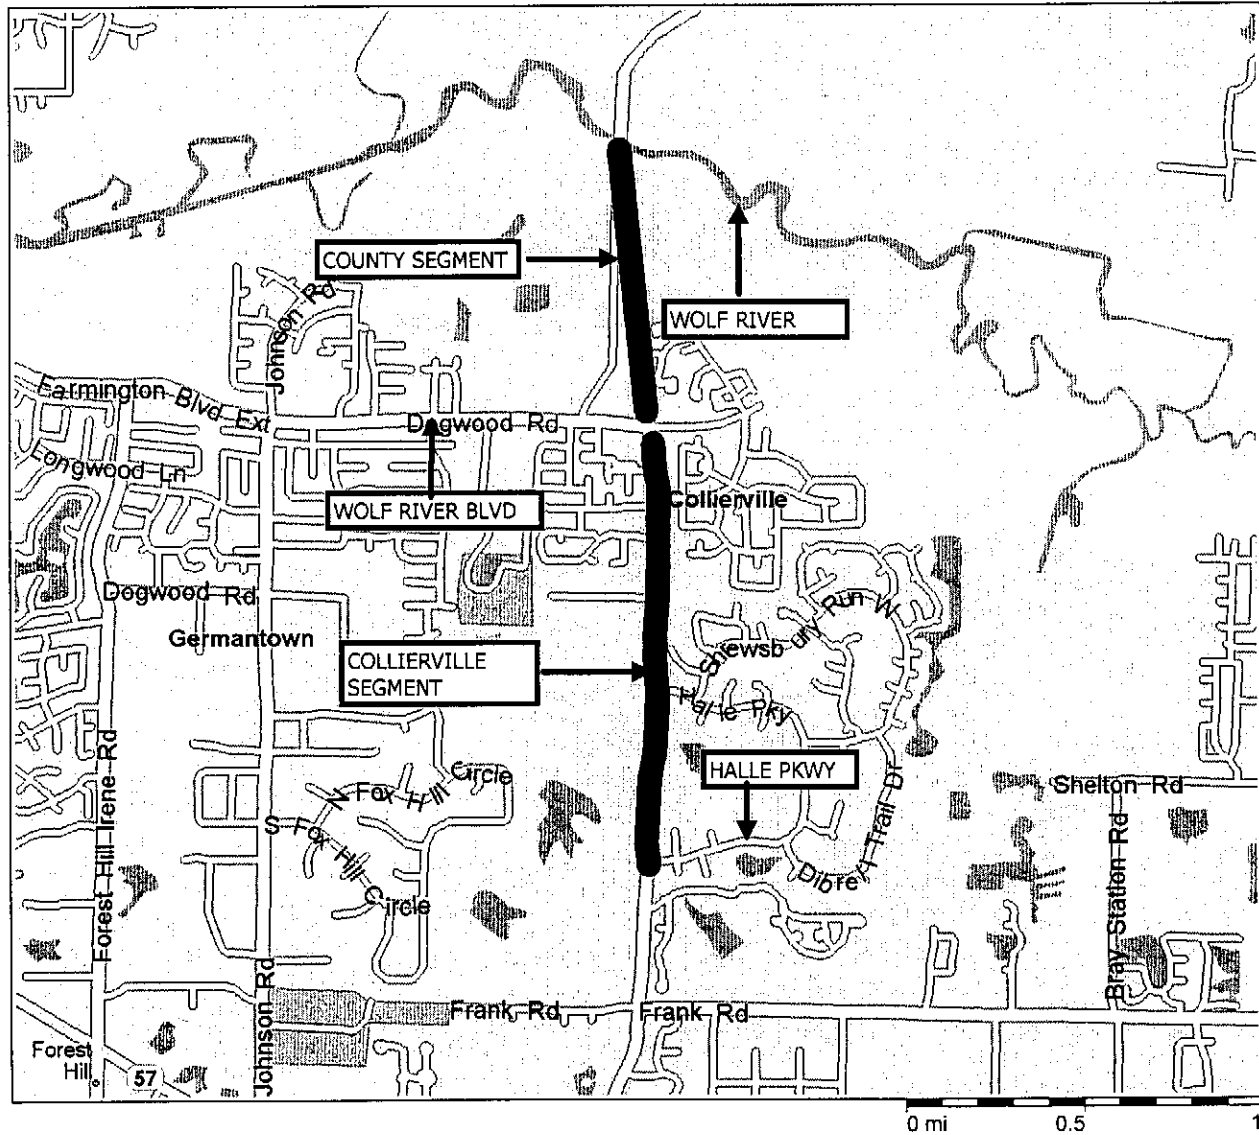 COUNTY SEGMENT
WOLF RIVER
Johnson Rd
Farmington Blvd Ext
Dogwood Rd
Longwood Ln
WOLF RIVER BLVD
Collierville
Dogwood Rd
Germantown
Shrewsbury Run W
COLLIERVILLE
SEGMENT
Halle Pky
HALLE PKWY
Forest Hill-Irene Rd
N Fox Hill Circle
S Fox Hill Circle
Shelton Rd
Dibrell Trail Dr
Bray Station Rd
Johnson Rd
Frank Rd
Frank Rd
Forest
Hill
57
0 mi
0.5
1